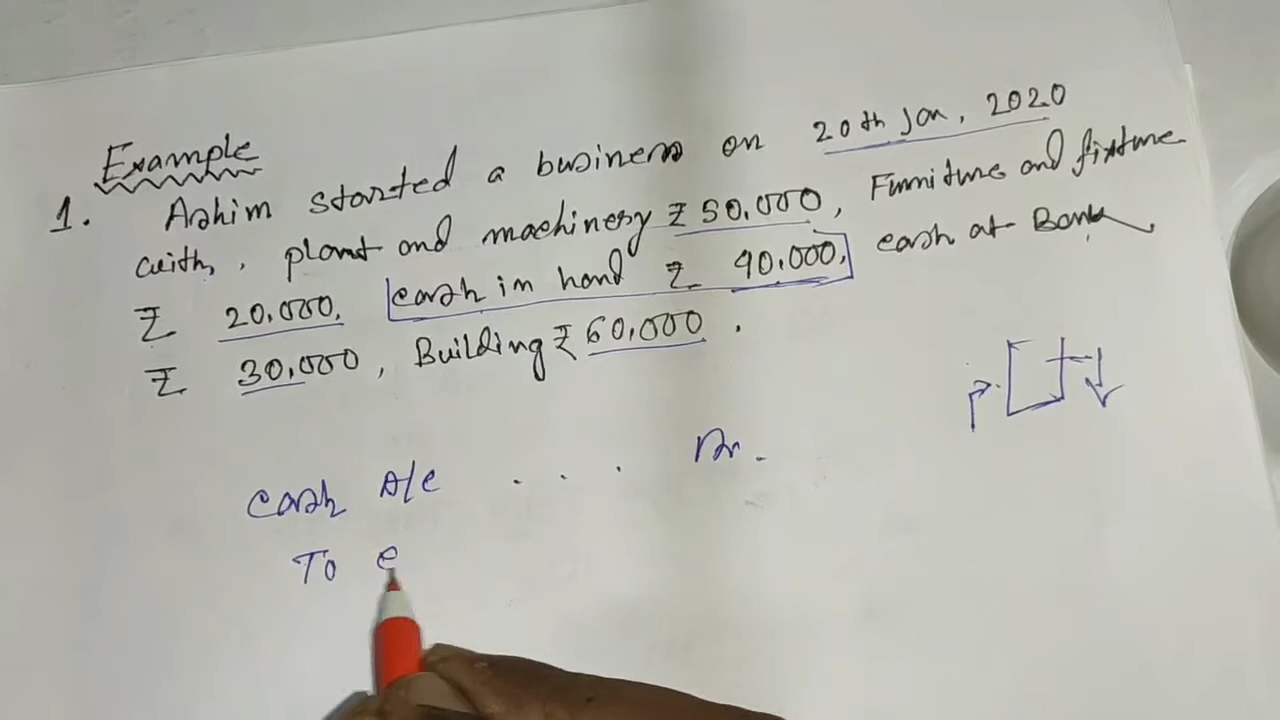 Example
1. Ashim started a business on 20th Jan, 2020
with, plant and machinery ₹ 50,000, Furniture and fixture
₹ 20,000, cash in hand ₹ 40,000, cash at Bank
₹ 30,000, Building ₹ 60,000.
Cash A/c . . . Dr.
To C